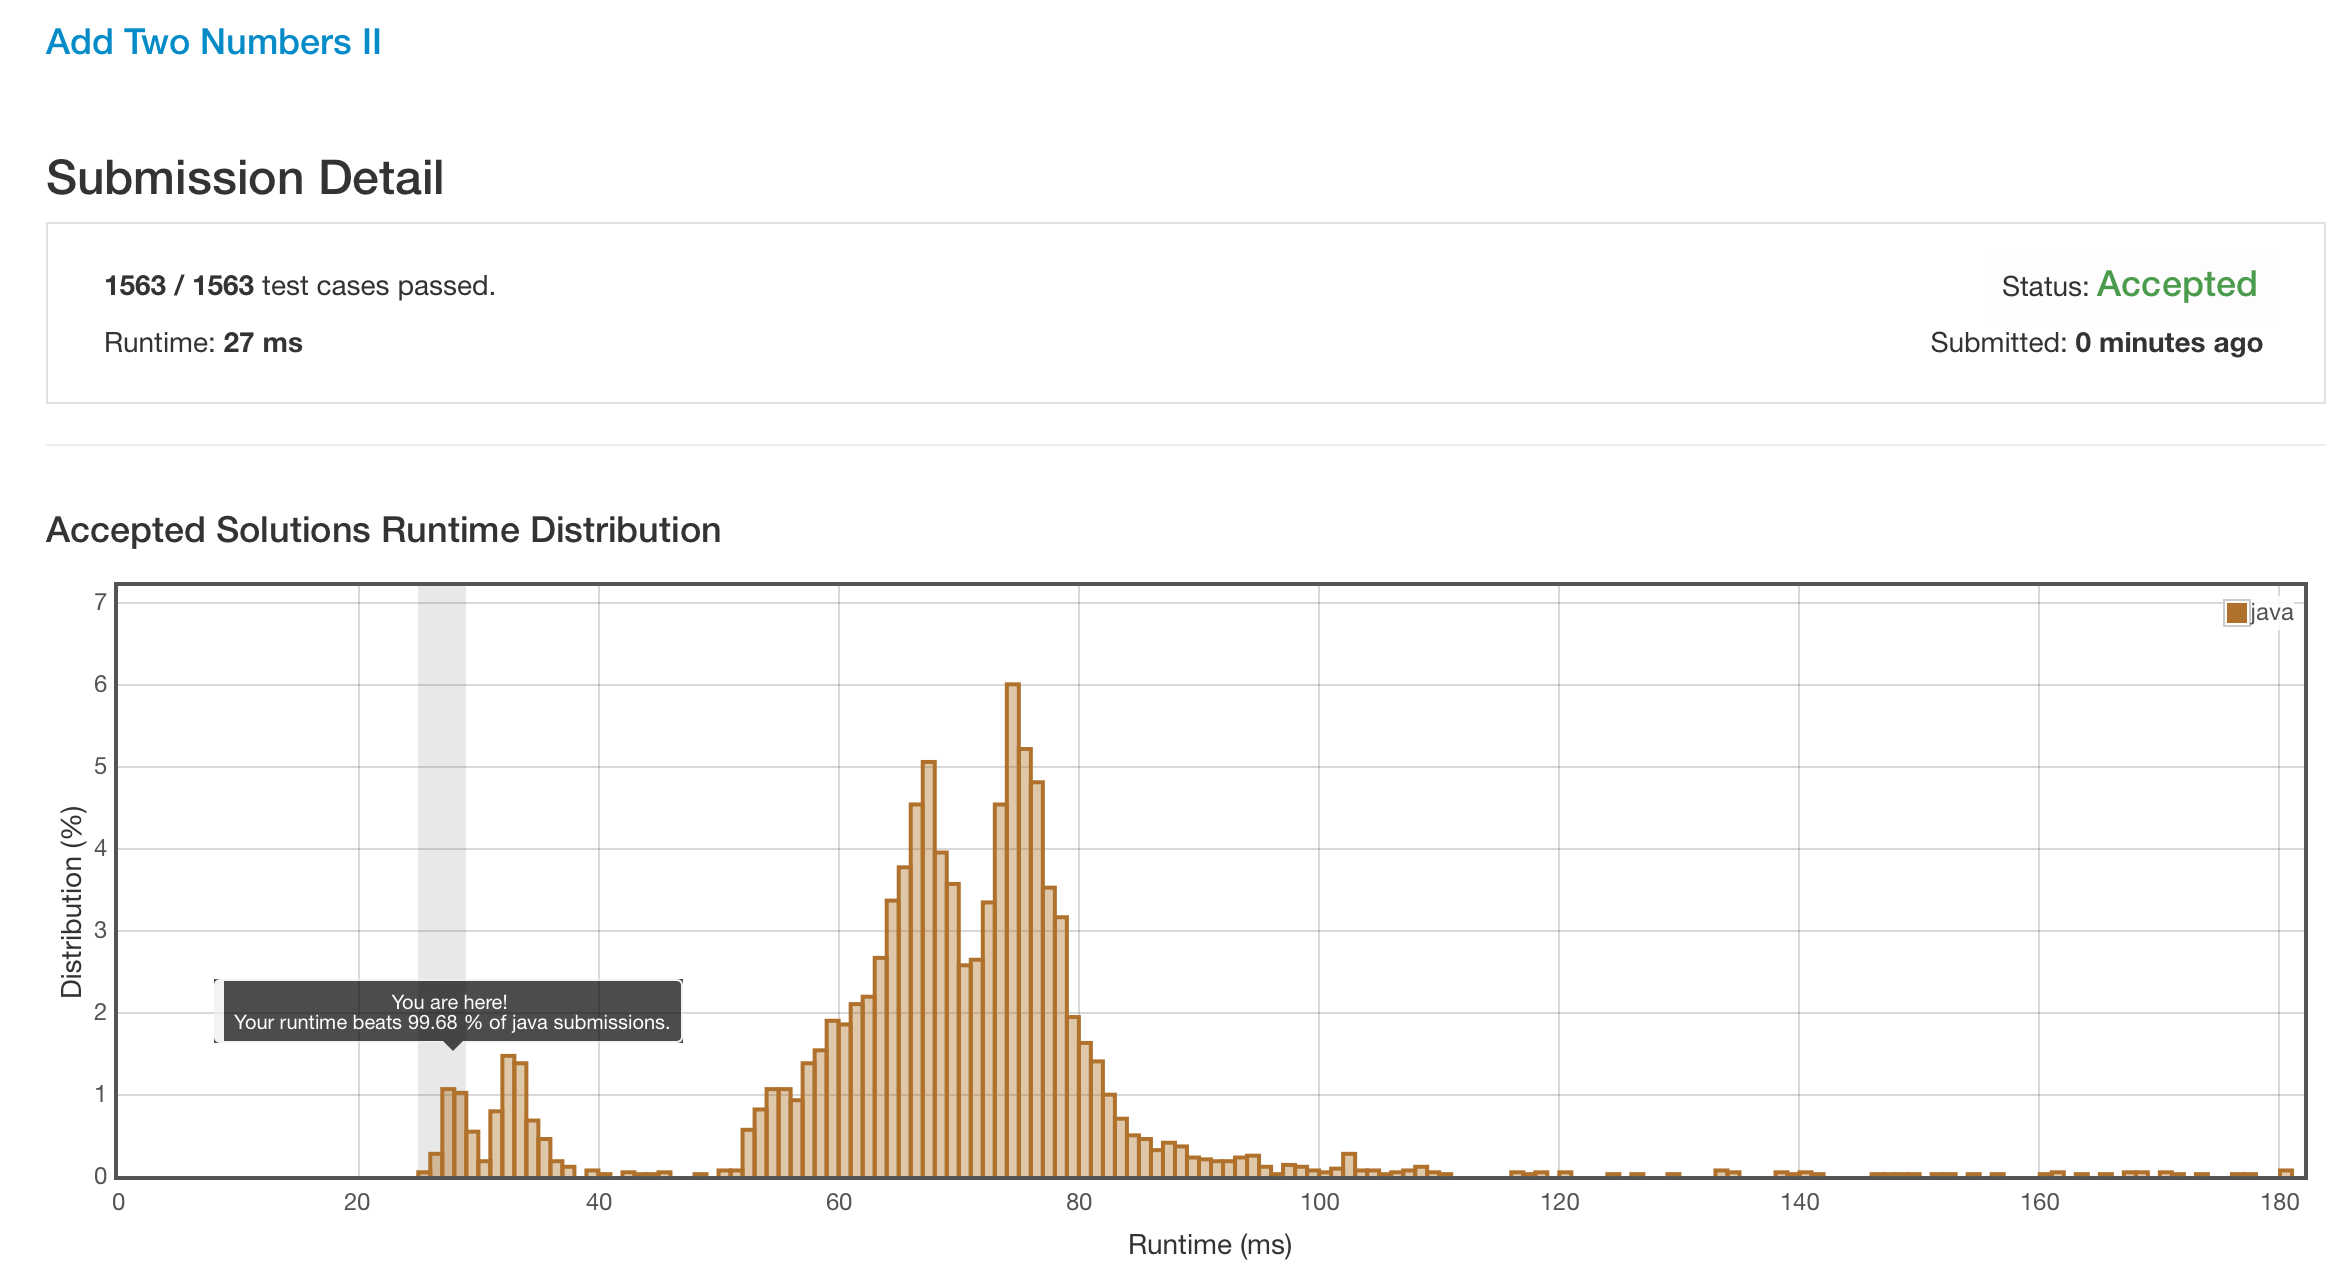 Add Two Numbers II
Submission Detail
1563 / 1563 test cases passed.
Status: Accepted
Runtime: 27 ms
Submitted: 0 minutes ago
Accepted Solutions Runtime Distribution
7
6
5
4
3
2
1
0
Distribution (%)
java
You are here!
Your runtime beats 99.68 % of java submissions.
0 20 40 60 80 100 120 140 160 180
Runtime (ms)